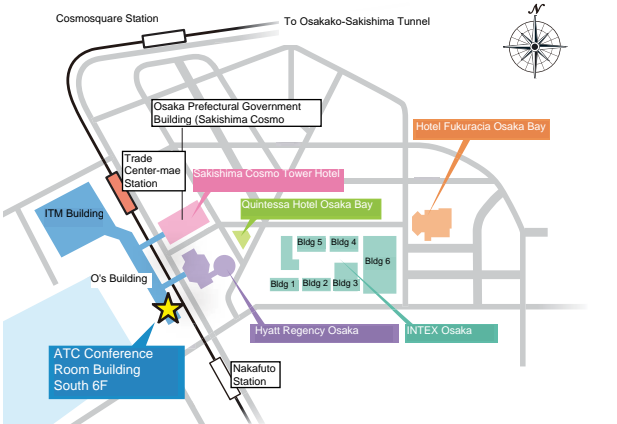 N
Cosmosquare Station
To Osakako-Sakishima Tunnel
Osaka Prefectural Government
Building (Sakishima Cosmo
Hotel Fukuracia Osaka Bay
Trade
Center-mae
Station
Sakishima Cosmo Tower Hotel
ITM Building
Quintessa Hotel Osaka Bay
Bldg 5
Bldg 4
Bldg 6
O's Building
Bldg 1
Bldg 2
Bldg 3
Hyatt Regency Osaka
INTEX Osaka
ATC Conference
Room Building
South 6F
Nakafuto
Station